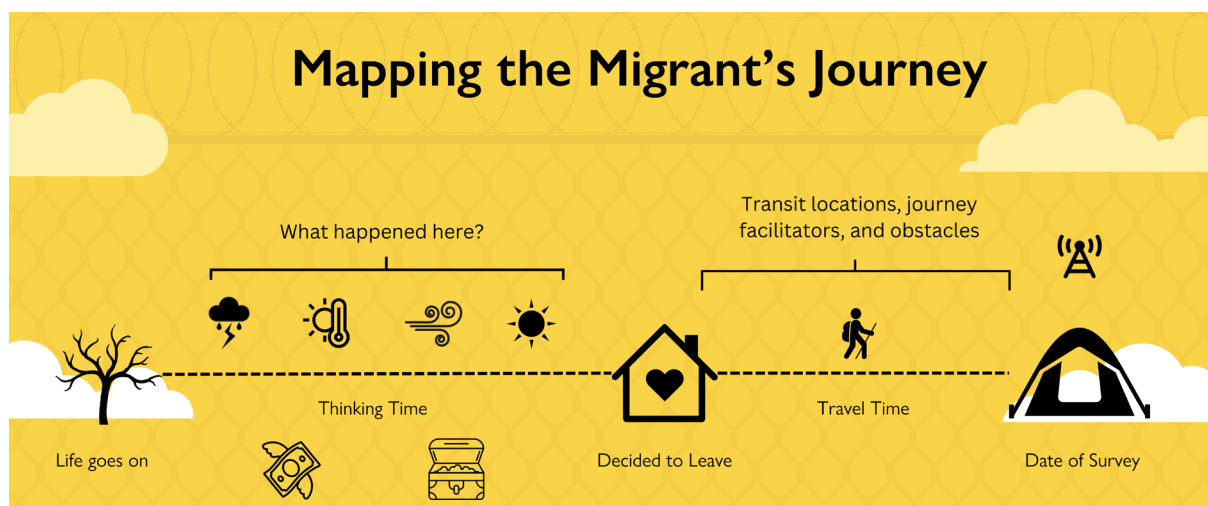 Mapping the Migrant's Journey
What happened here?
Transit locations, journey
facilitators, and obstacles
Thinking Time
Travel Time
Life goes on
Decided to Leave
Date of Survey